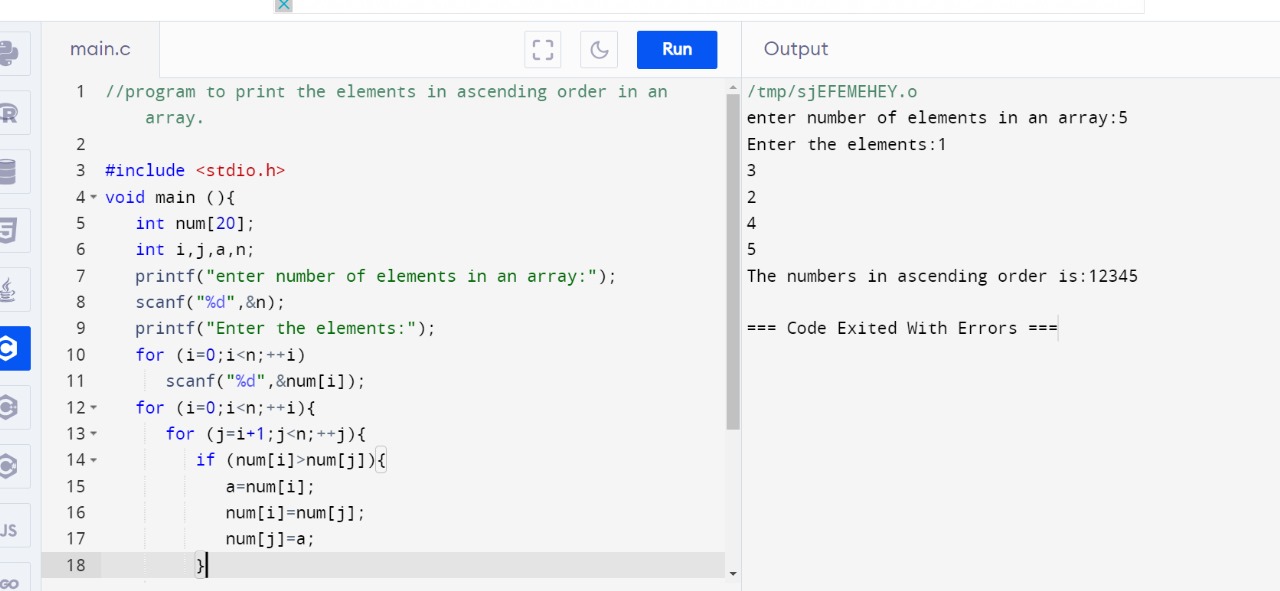 main.c
Run
Output
1 //program to print the elements in ascending order in an
array.
2
3 #include <stdio.h>
4 void main (){
5 int num[20];
6 int i,j,a,n;
7 printf("enter number of elements in an array:");
8 scanf("%d",&n);
9 printf("Enter the elements:");
10 for (i=0;i<n;++i)
11 scanf("%d",&num[i]);
12 for (i=0;i<n;++i){
13 for (j=i+1;j<n;++j){
14 if (num[i]>num[j]){
15 a=num[i];
16 num[i]=num[j];
17 num[j]=a;
18 }
/tmp/sjEFEMEHEY.o
enter number of elements in an array:5
Enter the elements:1
3
2
4
5
The numbers in ascending order is:12345
=== Code Exited With Errors ===
R
5
C
JS
GO